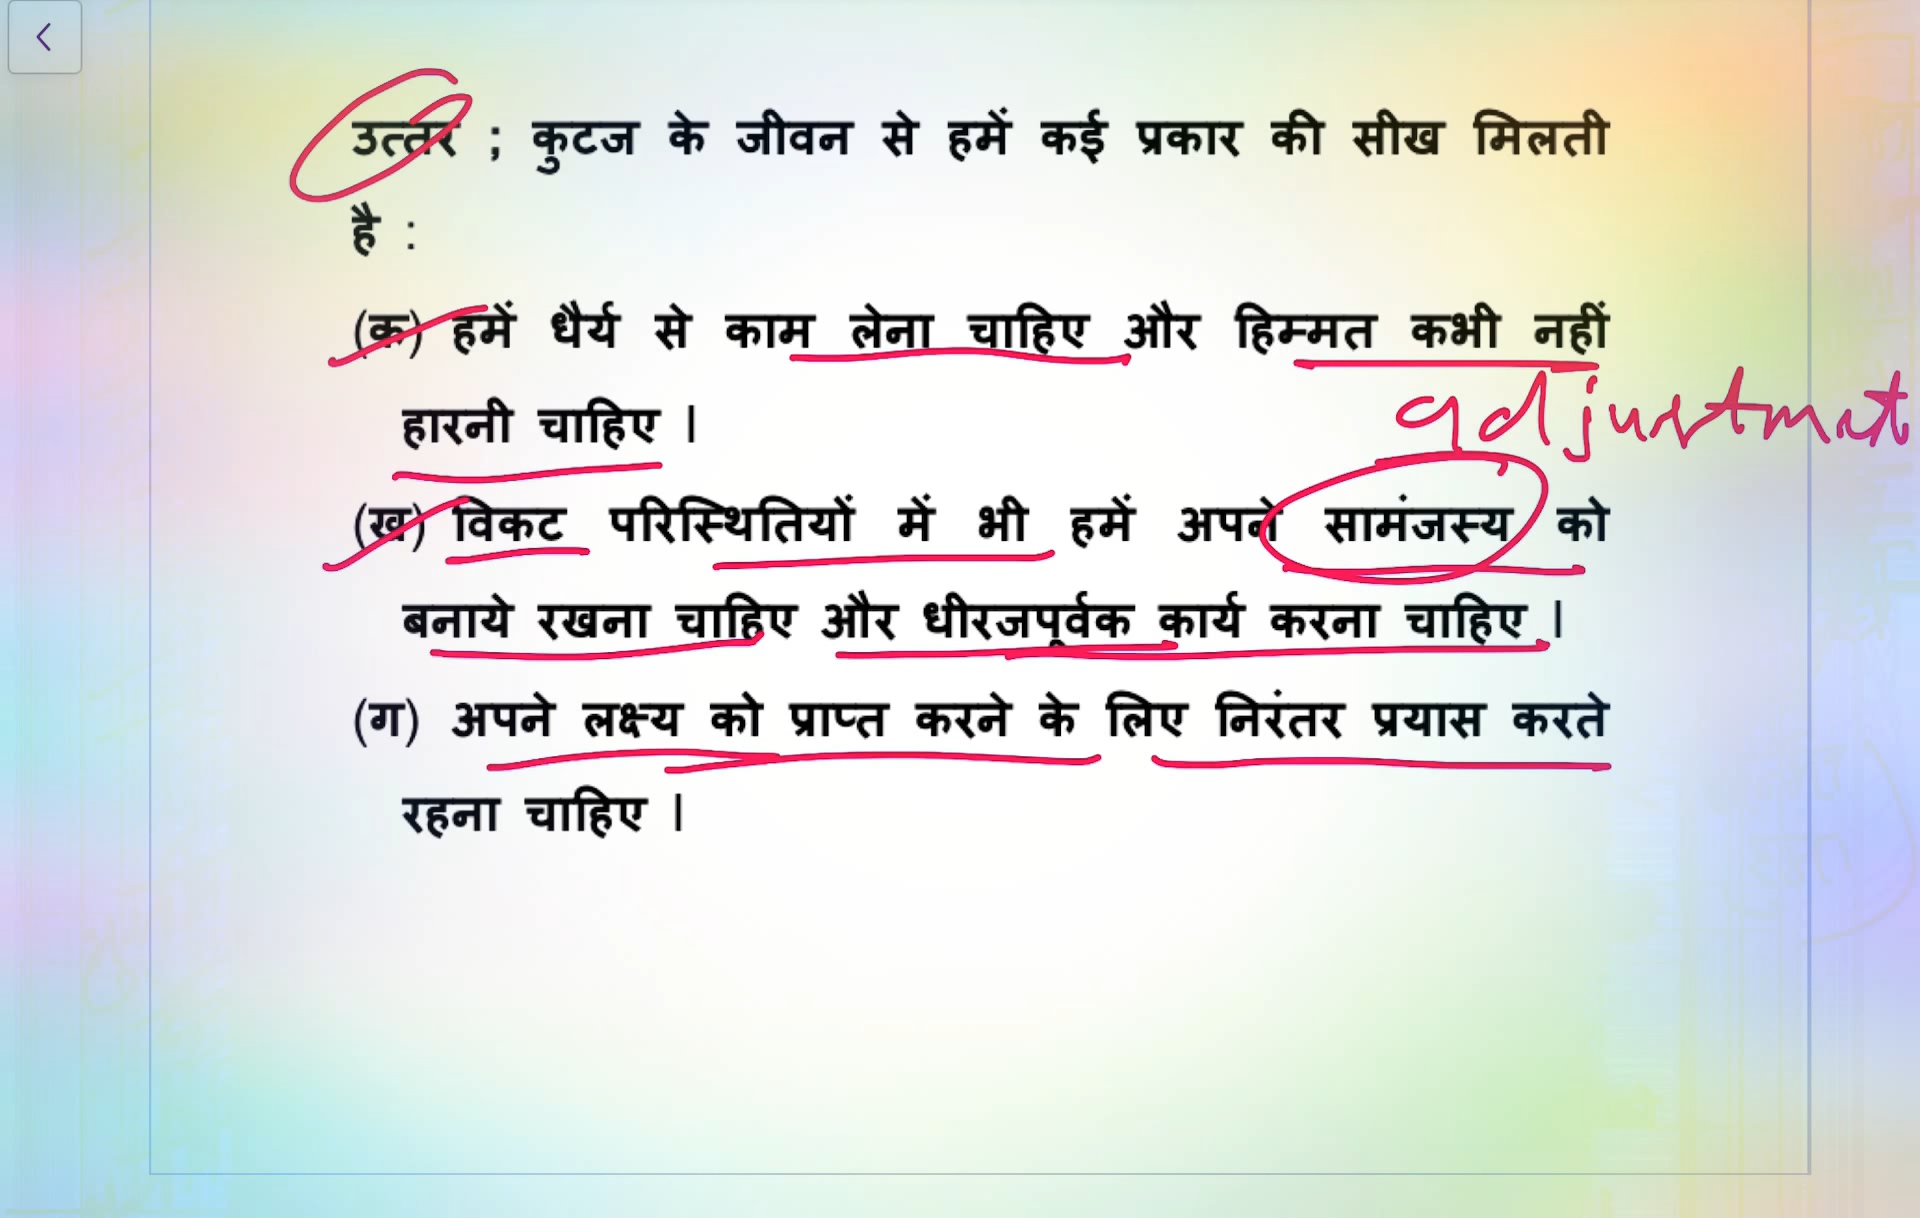 उत्तर ; कुटज के जीवन से हमें कई प्रकार की सीख मिलती
है :
(क) हमें धैर्य से काम लेना चाहिए और हिम्मत कभी नहीं
हारनी चाहिए ।
adjustmat
(ख) विकट परिस्थितियों में भी हमें अपने सामंजस्य को
बनाये रखना चाहिए और धीरजपूर्वक कार्य करना चाहिए ।
(ग) अपने लक्ष्य को प्राप्त करने के लिए निरंतर प्रयास करते
रहना चाहिए ।